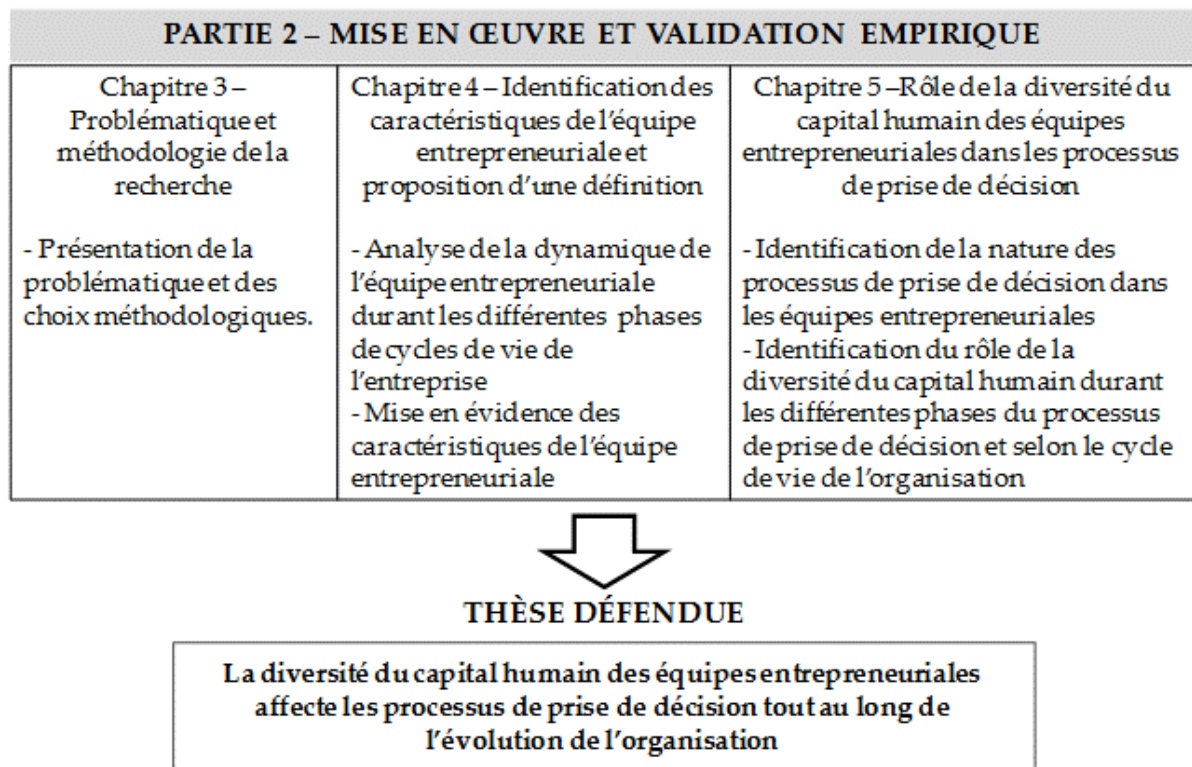 PARTIE 2 – MISE EN ŒUVRE ET VALIDATION EMPIRIQUE
Chapitre 3 –
Problématique et
méthodologie de la
recherche
- Présentation de la
problématique et des
choix méthodologiques.
Chapitre 4 – Identification des
caractéristiques de l'équipe
entrepreneuriale et
proposition d'une définition
- Analyse de la dynamique de
l'équipe entrepreneuriale
durant les différentes phases
de cycles de vie de
l'entreprise
- Mise en évidence des
caractéristiques de l'équipe
entrepreneuriale
Chapitre 5 –Rôle de la diversité du
capital humain des équipes
entrepreneuriales dans les processus
de prise de décision
- Identification de la nature des
processus de prise de décision dans
les équipes entrepreneuriales
- Identification du rôle de la
diversité du capital humain durant
les différentes phases du processus
de prise de décision et selon le cycle
de vie de l'organisation
THÈSE DÉFENDUE
La diversité du capital humain des équipes entrepreneuriales
affecte les processus de prise de décision tout au long de
l'évolution de l'organisation